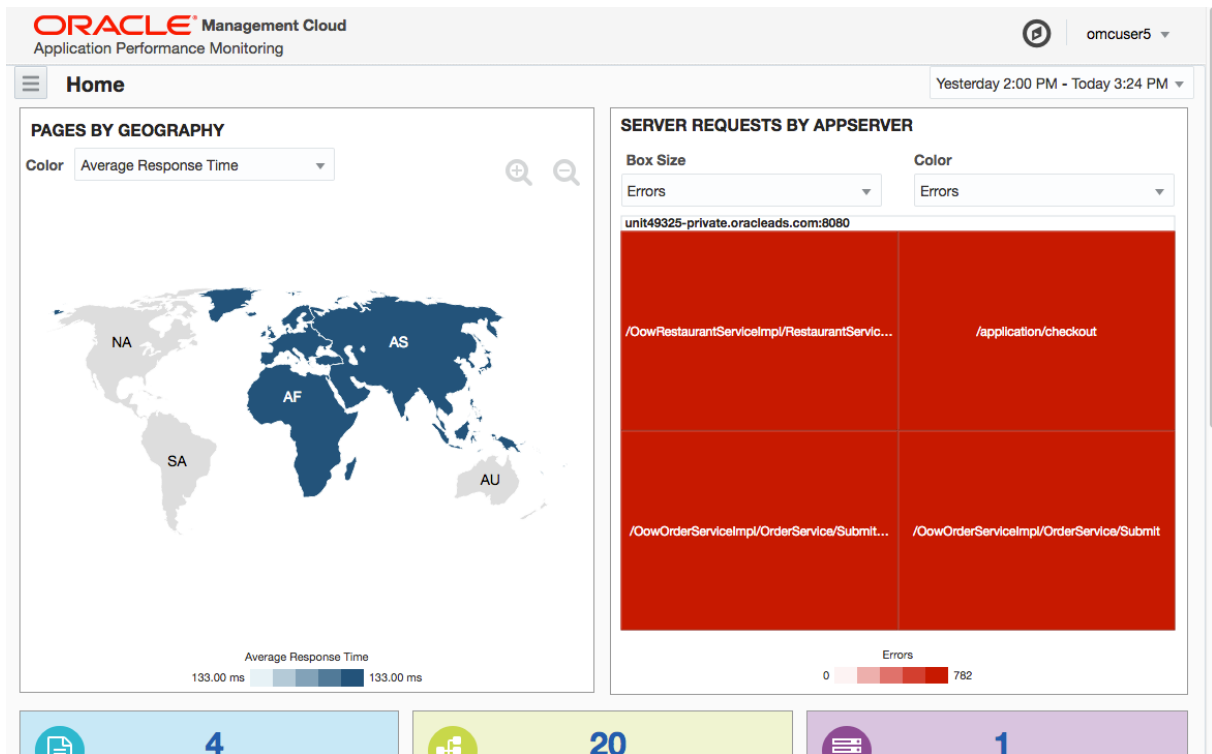 ORACLE Management Cloud
Application Performance Monitoring
omcuser5
Home
Yesterday 2:00 PM - Today 3:24 PM
PAGES BY GEOGRAPHY
Color Average Response Time
NA
AS
AF
SA
AU
Average Response Time
133.00 ms 133.00 ms
SERVER REQUESTS BY APPSERVER
Box Size Color
Errors Errors
unit49325-private.oracleads.com:8080
/OowRestaurantServiceImpl/RestaurantServic...
/application/checkout
/OowOrderServiceImpl/OrderService/Submit...
/OowOrderServiceImpl/OrderService/Submit
Errors
0 782
4
20
1